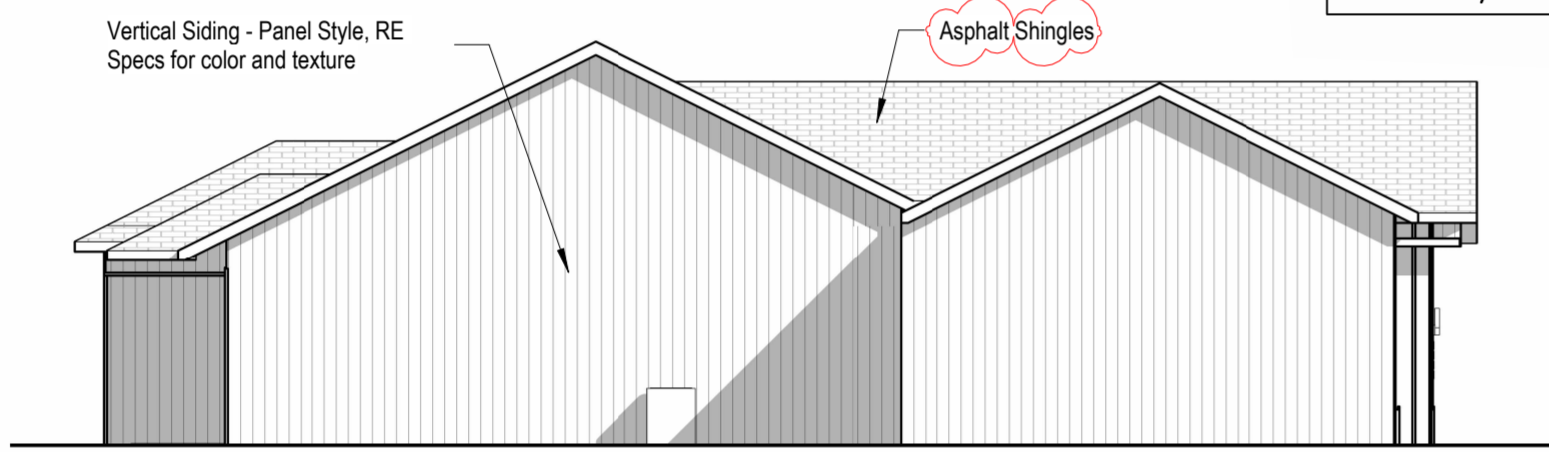 Vertical Siding - Panel Style, RE
Specs for color and texture
Asphalt Shingles